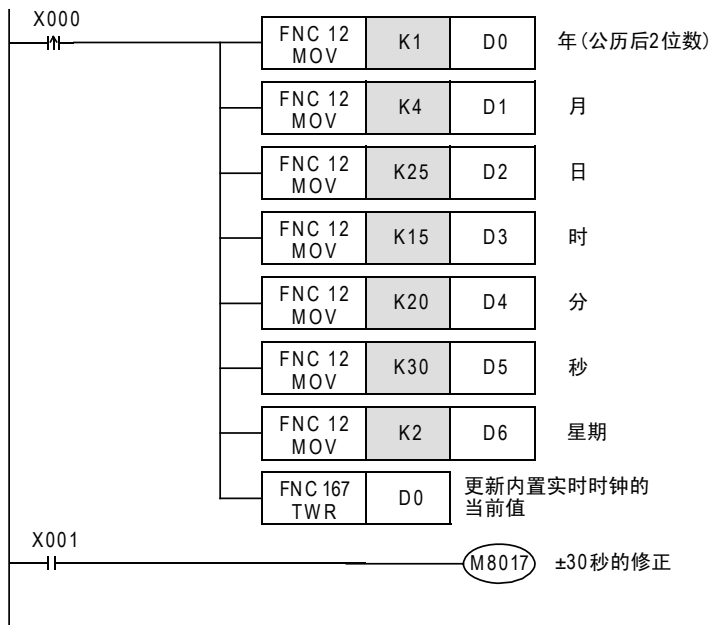 X000
FNC 12 MOV K1 D0 年(公历后2位数)
FNC 12 MOV K4 D1 月
FNC 12 MOV K25 D2 日
FNC 12 MOV K15 D3 时
FNC 12 MOV K20 D4 分
FNC 12 MOV K30 D5 秒
FNC 12 MOV K2 D6 星期
FNC 167 TWR D0 更新内置实时时钟的
当前值
X001
M8017 ±30秒的修正